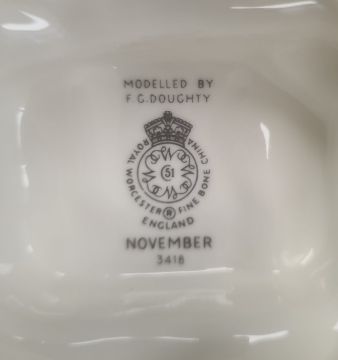 MODELLED BY
F.G.DOUGHTY
ROYAL WORCESTER ® FINE BONE CHINA
51
ENGLAND
NOVEMBER
3418